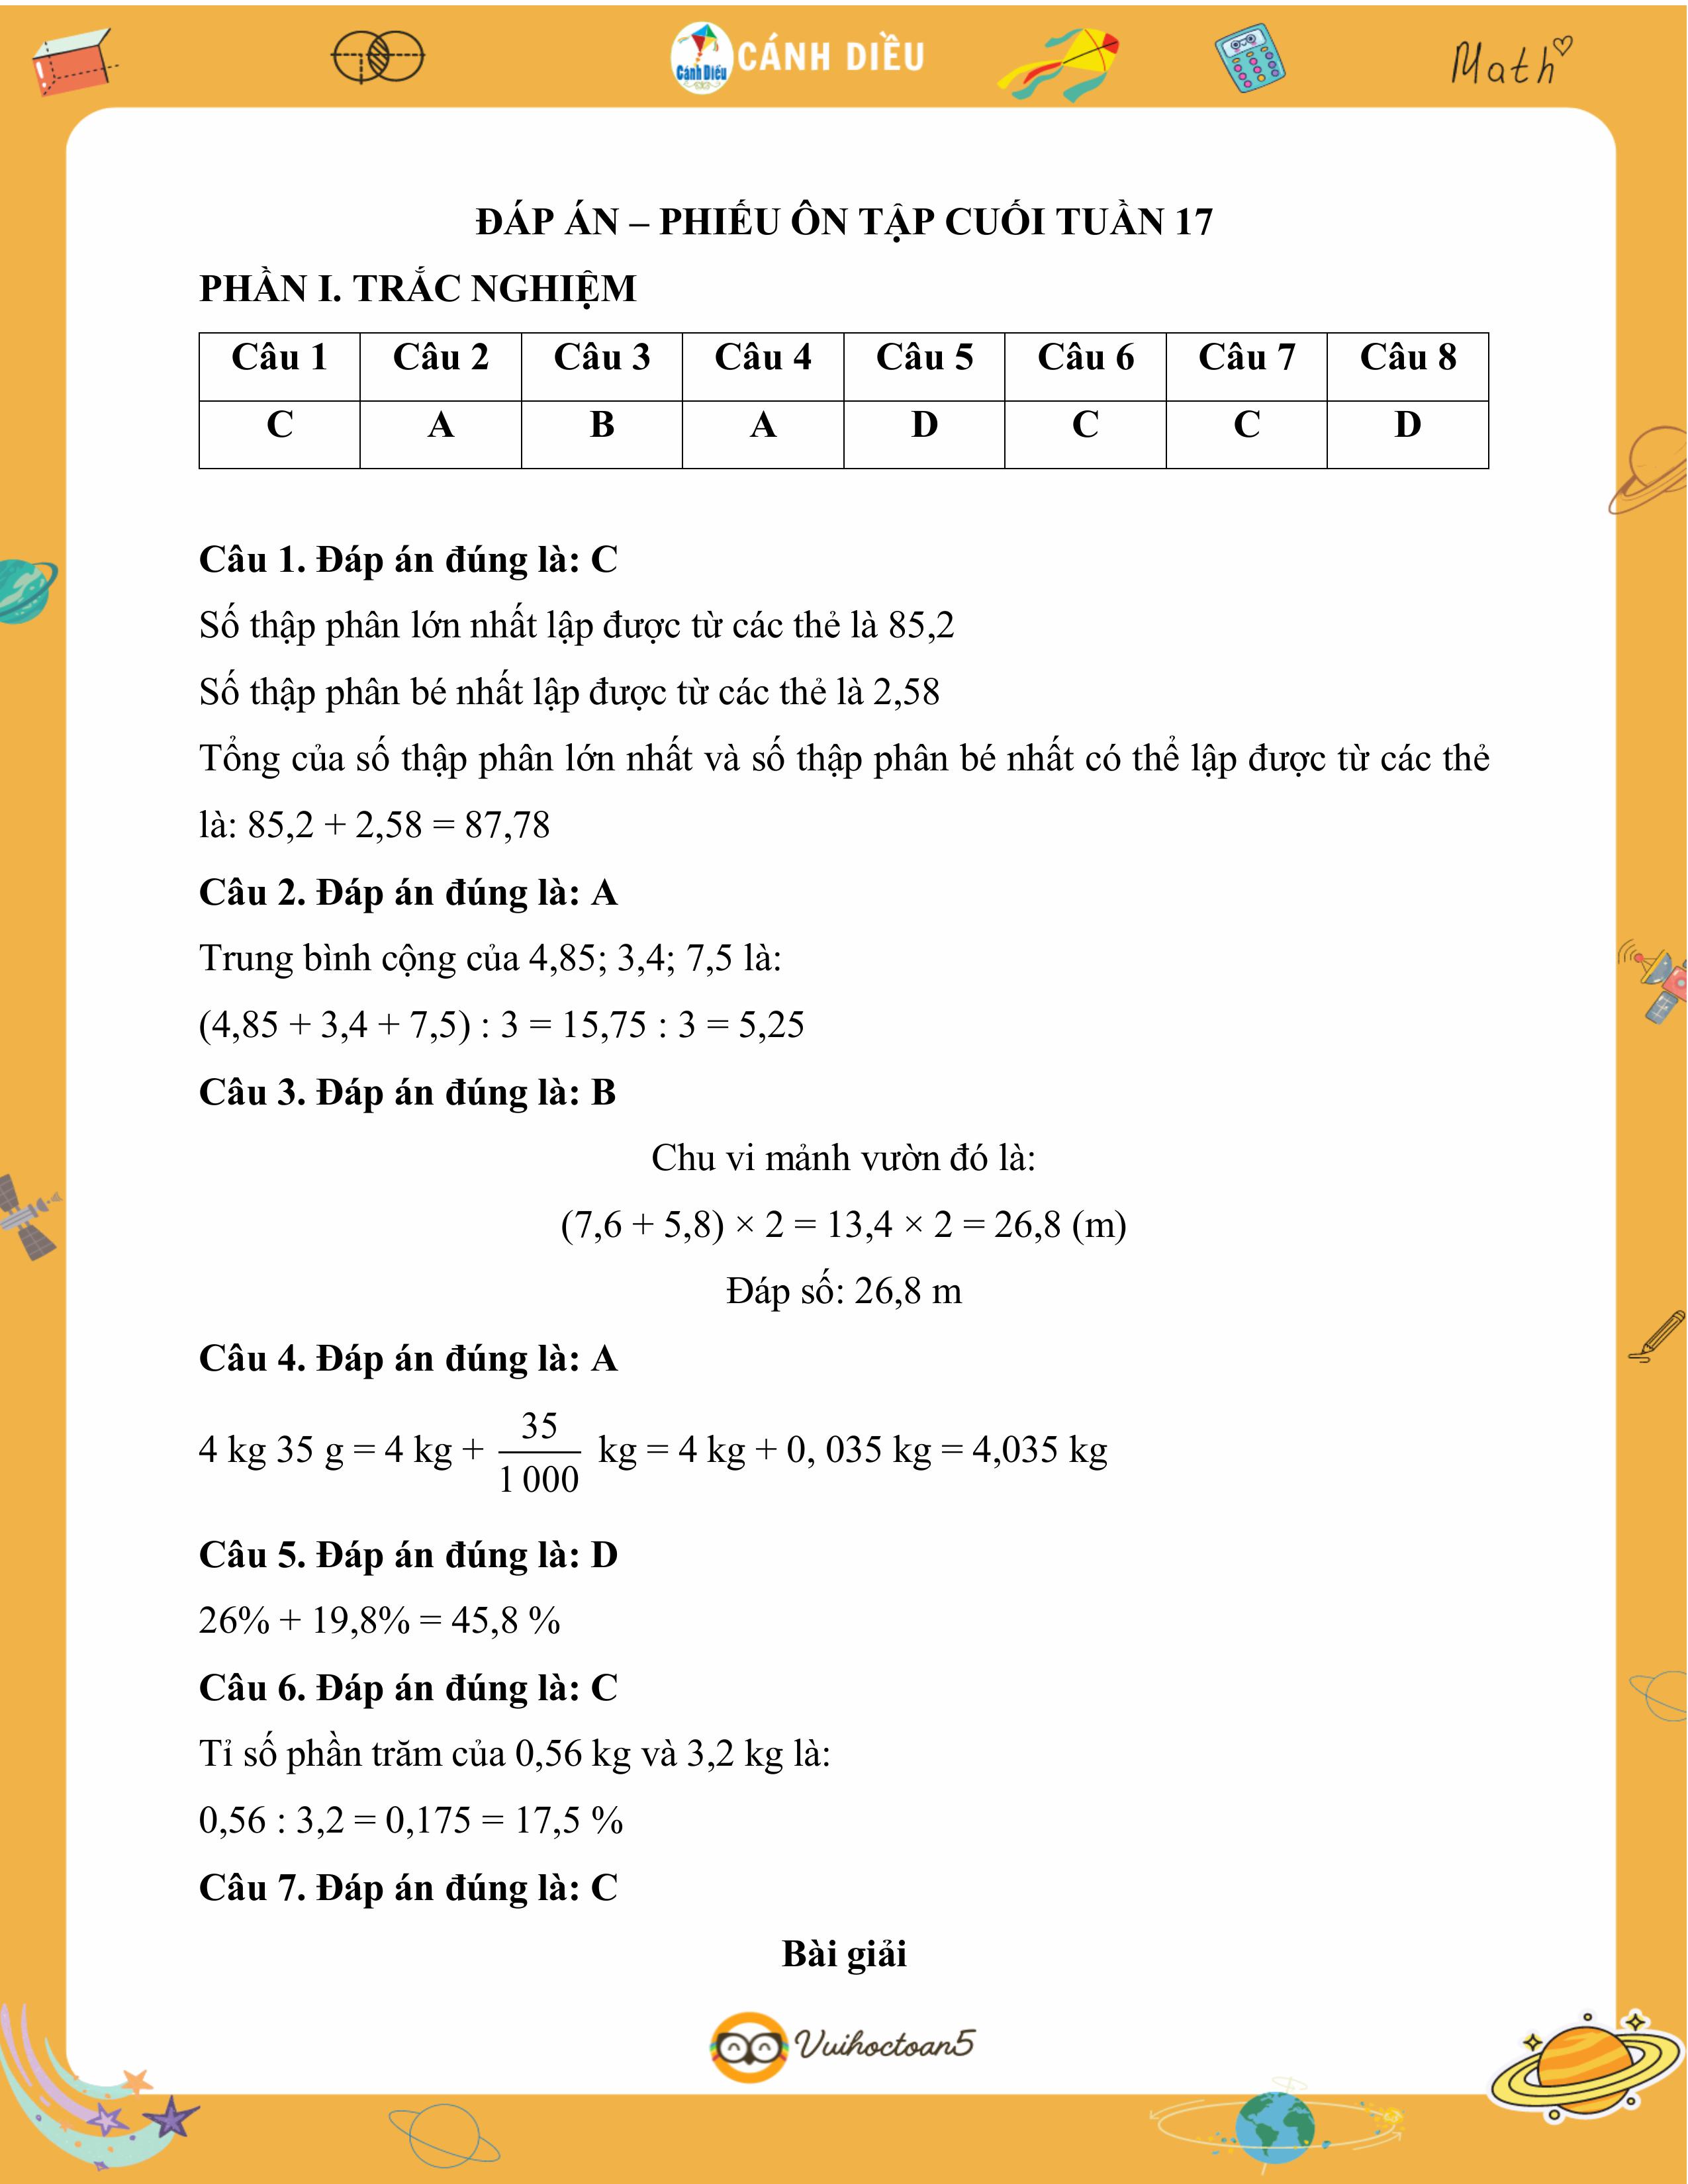 Cánh Diều
CÁNH DIỀU
Math
ĐÁP ÁN – PHIẾU ÔN TẬP CUỐI TUẦN 17
PHẦN I. TRẮC NGHIỆM
Câu 1 Câu 2 Câu 3 Câu 4 Câu 5 Câu 6 Câu 7 Câu 8
C A B A D C C D
Câu 1. Đáp án đúng là: C
Số thập phân lớn nhất lập được từ các thẻ là 85,2
Số thập phân bé nhất lập được từ các thẻ là 2,58
Tổng của số thập phân lớn nhất và số thập phân bé nhất có thể lập được từ các thẻ
là: 85,2 + 2,58 = 87,78
Câu 2. Đáp án đúng là: A
Trung bình cộng của 4,85; 3,4; 7,5 là:
(4,85 + 3,4 + 7,5) : 3 = 15,75 : 3 = 5,25
Câu 3. Đáp án đúng là: B
Chu vi mảnh vườn đó là:
(7,6 + 5,8) × 2 = 13,4 × 2 = 26,8 (m)
Đáp số: 26,8 m
Câu 4. Đáp án đúng là: A
4 kg 35 g = 4 kg + 35/1 000 kg = 4 kg + 0, 035 kg = 4,035 kg
Câu 5. Đáp án đúng là: D
26% + 19,8% = 45,8 %
Câu 6. Đáp án đúng là: C
Tỉ số phần trăm của 0,56 kg và 3,2 kg là:
0,56 : 3,2 = 0,175 = 17,5 %
Câu 7. Đáp án đúng là: C
Bài giải
Vuihoctoan5